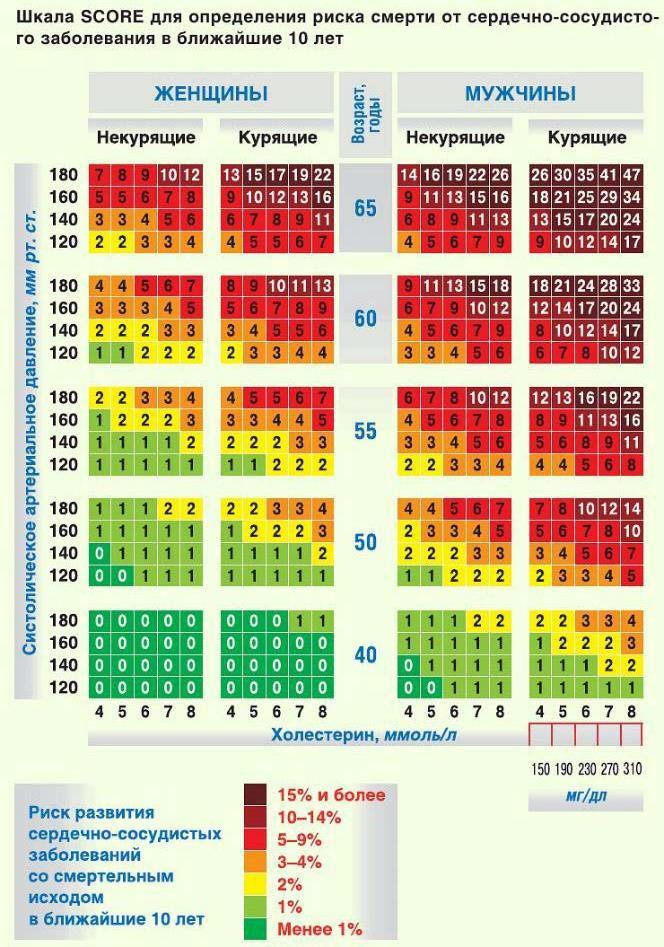 Шкала SCORE для определения риска смерти от сердечно-сосудисто-
го заболевания в ближайшие 10 лет
ЖЕНЩИНЫ
Возраст, годы
МУЖЧИНЫ
Некурящие Курящие Некурящие Курящие
Систолическое артериальное давление, мм рт. ст.
180 7 8 9 10 12 13 15 17 19 22 14 16 19 22 26 26 30 35 41 47
160 5 5 6 7 8 9 10 12 13 16 9 11 13 15 16 18 21 25 29 34
140 3 3 4 5 6 6 7 8 9 11 6 8 9 11 13 13 15 17 20 24
120 2 2 3 3 4 4 5 5 6 7 4 5 6 7 9 9 10 12 14 17
65
180 4 4 5 6 7 8 9 10 11 13 9 11 13 15 18 18 21 24 28 33
160 3 3 3 4 5 5 6 7 8 9 6 7 9 10 12 12 14 17 20 24
140 2 2 2 3 3 3 4 5 5 6 4 5 6 7 9 8 10 12 14 17
120 1 1 2 2 2 2 3 3 4 4 3 3 4 5 6 6 7 8 10 12
60
180 2 2 3 3 4 4 5 5 6 7 6 7 8 10 12 12 13 16 19 22
160 1 2 2 2 3 3 3 4 4 5 4 5 6 7 8 8 9 11 13 16
140 1 1 1 1 2 2 2 2 3 3 3 3 4 5 6 5 6 8 9 11
120 1 1 1 1 1 1 1 2 2 2 2 2 3 3 4 4 4 5 6 8
55
180 1 1 1 2 2 2 2 3 3 4 4 4 5 6 7 7 8 10 12 14
160 1 1 1 1 1 1 2 2 2 3 2 3 3 4 5 5 6 7 8 10
140 0 1 1 1 1 1 1 1 1 2 2 2 2 3 3 3 4 5 6 7
120 0 0 1 1 1 1 1 1 1 1 1 1 2 2 2 2 3 3 4 5
50
180 0 0 0 0 0 0 0 0 1 1 1 1 1 2 2 2 2 3 3 4
160 0 0 0 0 0 0 0 0 0 0 1 1 1 1 1 1 2 2 2 3
140 0 0 0 0 0 0 0 0 0 0 0 1 1 1 1 1 1 1 2 2
120 0 0 0 0 0 0 0 0 0 0 0 0 1 1 1 1 1 1 1 1
40
4 5 6 7 8 4 5 6 7 8 4 5 6 7 8 4 5 6 7 8
Холестерин, ммоль/л
150 190 230 270 310
мг/дл
Риск развития
сердечно-сосудистых
заболеваний
со смертельным
исходом
в ближайшие 10 лет
15% и более
10–14%
5–9%
3–4%
2%
1%
Менее 1%